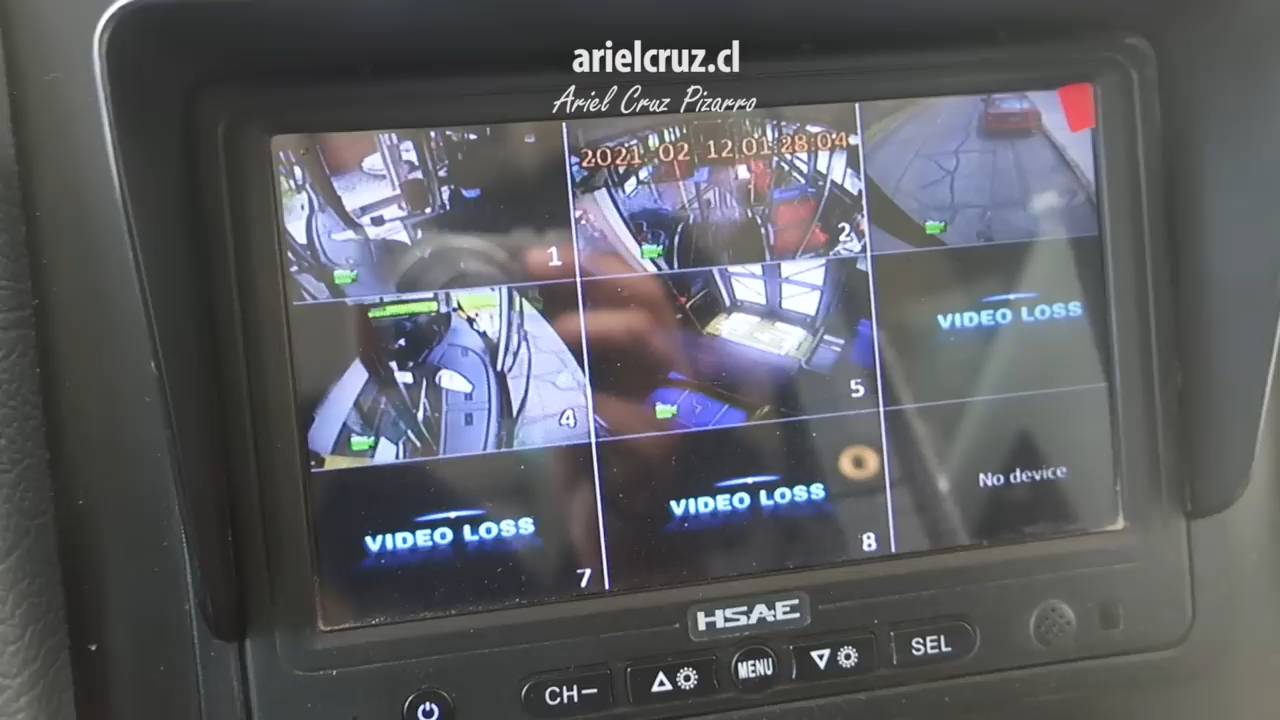 arielcruz.cl
Ariel Cruz Pizarro
2021-02 12 01:28:04
1
2
4
5
VIDEO LOSS
VIDEO LOSS
7
VIDEO LOSS
8
No device
HSAE
CH−
△
MENU
▽
SEL